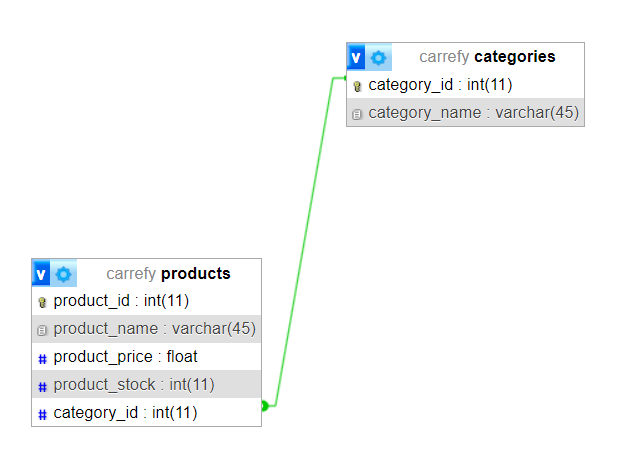 v carrefy categories
category_id : int(11)
category_name : varchar(45)
v carrefy products
product_id : int(11)
product_name : varchar(45)
# product_price : float
# product_stock : int(11)
# category_id : int(11)